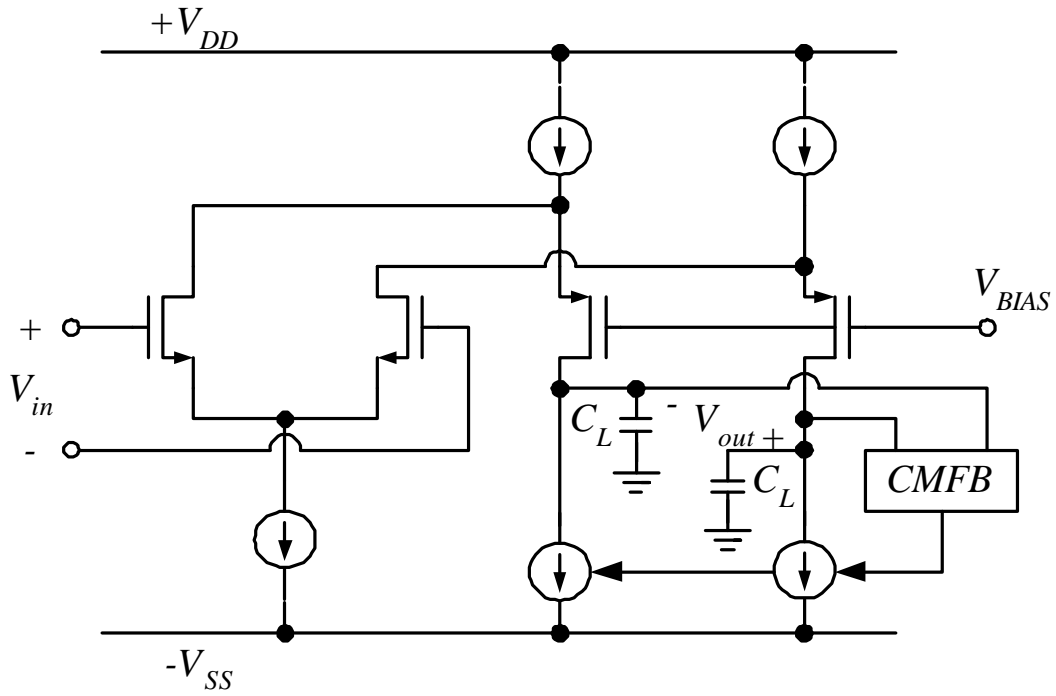 +V_DD
V_BIAS
+
V_in
-
C_L
-
V_out +
C_L
CMFB
-V_SS